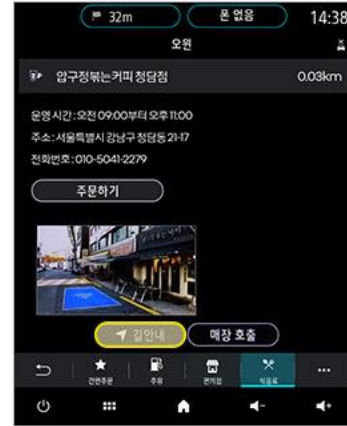 32m
폰 없음
14:38
오윈
압구정볶는커피 청담점
0.03km
운영 시간 : 오전 09:00부터 오후 11:00
주소 : 서울특별시 강남구 청담동 21-17
전화번호 : 010-5041-2279
주문하기
길안내
매장 호출
간편주문
주유
편의점
식음료